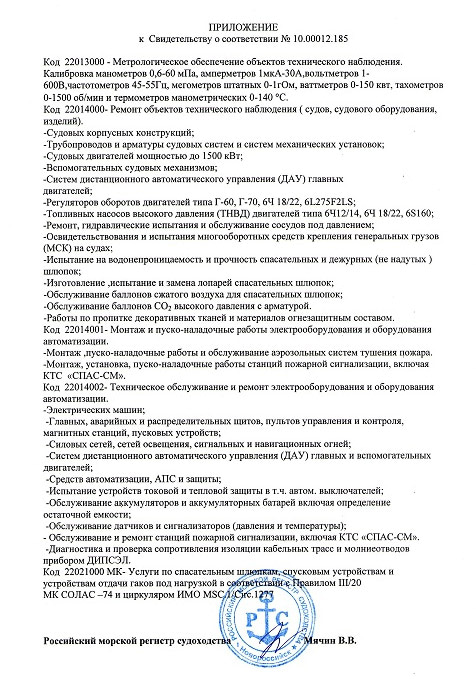 ПРИЛОЖЕНИЕ
к Свидетельству о соответствии № 10.00012.185
Код 22013000 - Метрологическое обеспечение объектов технического наблюдения.
Калибровка манометров 0,6-60 мПа, амперметров 1мкА-30А,вольтметров 1-
600В,частотометров 45-55Гц, мегометров штатных 0-1гОм, ваттметров 0-150 квт, тахометров
0-1500 об/мин и термометров манометрических 0-140 °С.
Код 22014000- Ремонт объектов технического наблюдения ( судов, судового оборудования,
изделий).
-Судовых корпусных конструкций;
-Трубопроводов и арматуры судовых систем и систем механических установок;
-Судовых двигателей мощностью до 1500 кВт;
-Вспомогательных судовых механизмов;
-Систем дистанционного автоматического управления (ДАУ) главных
двигателей;
-Регуляторов оборотов двигателей типа Г-60, Г-70, 6Ч 18/22, 6L275F2LS;
-Топливных насосов высокого давления (ТНВД) двигателей типа 6Ч12/14, 6Ч 18/22, 6S160;
-Ремонт, гидравлические испытания и обслуживание сосудов под давлением;
-Освидетельствования и испытания многооборотных средств крепления генеральных грузов
(МСК) на судах;
-Испытание на водонепроницаемость и прочность спасательных и дежурных (не надутых )
шлюпок;
-Изготовление ,испытание и замена лопарей спасательных шлюпок;
-Обслуживание баллонов сжатого воздуха для спасательных шлюпок;
-Обслуживание баллонов СО2 высокого давления с арматурой.
-Работы по пропитке декоративных тканей и материалов огнезащитным составом.
Код 22014001- Монтаж и пуско-наладочные работы электрооборудования и оборудования
автоматизации.
-Монтаж ,пуско-наладочные работы и обслуживание аэрозольных систем тушения пожара.
-Монтаж, установка, пуско-наладочные работы станций пожарной сигнализации, включая
КТС «СПАС-СМ».
Код 22014002- Техническое обслуживание и ремонт электрооборудования и оборудования
автоматизации.
-Электрических машин;
-Главных, аварийных и распределительных щитов, пультов управления и контроля,
магнитных станций, пусковых устройств;
-Силовых сетей, сетей освещения, сигнальных и навигационных огней;
-Систем дистанционного автоматического управления (ДАУ) главных и вспомогательных
двигателей;
-Средств автоматизации, АПС и защиты;
-Испытание устройств токовой и тепловой защиты в т.ч. автом. выключателей;
-Обслуживание аккумуляторов и аккумуляторных батарей включая определение
остаточной емкости;
-Обслуживание датчиков и сигнализаторов (давления и температуры);
- Обслуживание и ремонт станций пожарной сигнализации, включая КТС «СПАС-СМ».
-Диагностика и проверка сопротивления изоляции кабельных трасс и молниеотводов
прибором ДИПСЭЛ.
Код 22021000 МК- Услуги по спасательным шлюпкам, спусковым устройствам и
устройствам отдачи гаков под нагрузкой в соответствии с Правилом III/20
МК СОЛАС –74 и циркуляром ИМО MSC.1/Circ.1277
РОССИЙСКИЙ МОРСКОЙ РЕГИСТР СУДОХОДСТВА
Р С
Новороссийск
Российский морской регистр судоходства Мячин В.В.